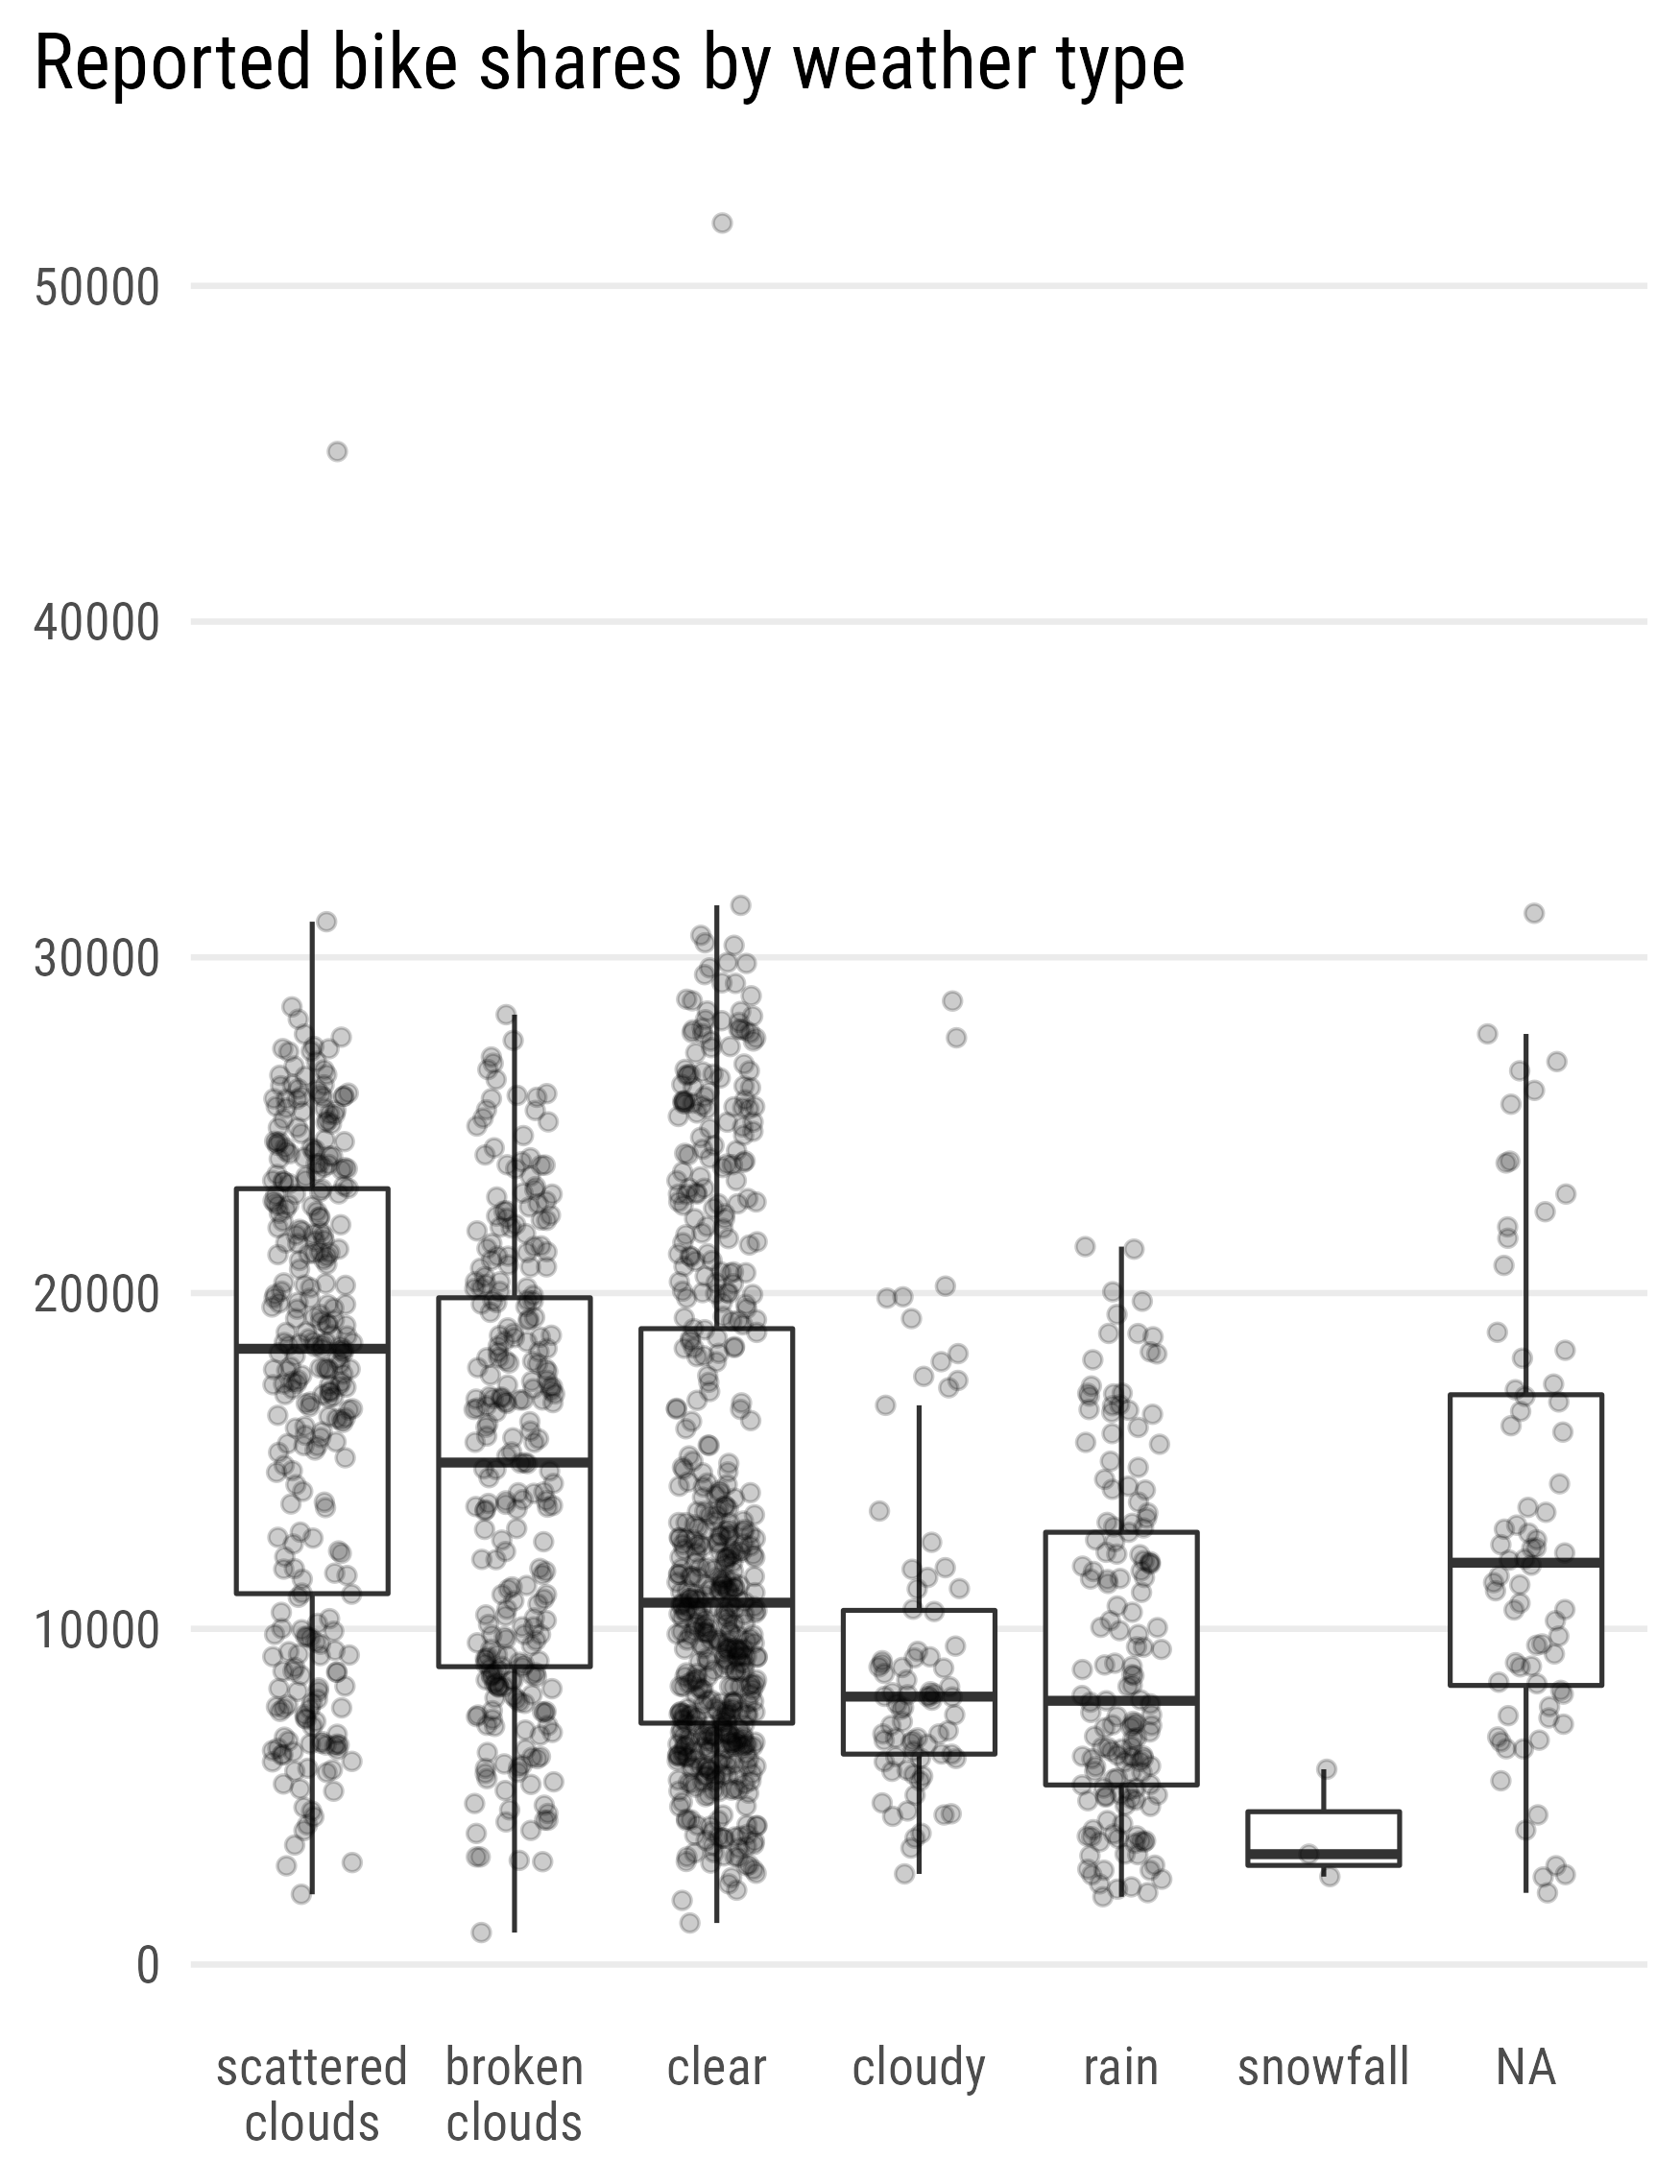 Reported bike shares by weather type
50000
40000
30000
20000
10000
0
scattered clouds
broken clouds
clear
cloudy
rain
snowfall
NA